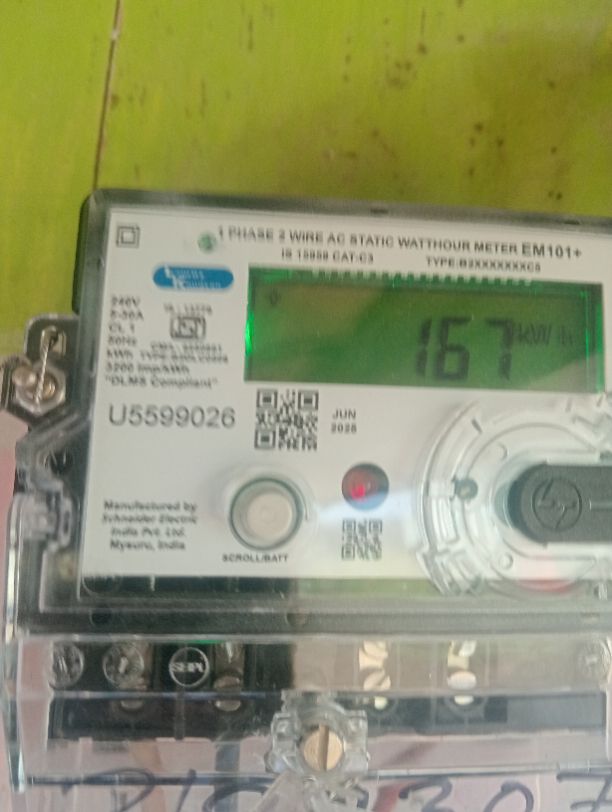 1 PHASE 2 WIRE AC STATIC WATTHOUR METER EM101+
IS 15959 CAT-C3 TYPE:B2XXXXXXXC5
167 kWh
240V
5-30A
CL 1
50Hz
3200 imp/kWh
"DLMS Compliant"
U5599026
JUN
2025
Manufactured by
Schneider Electric
India Pvt. Ltd.
Mysuru, India
SCROLL/BATT